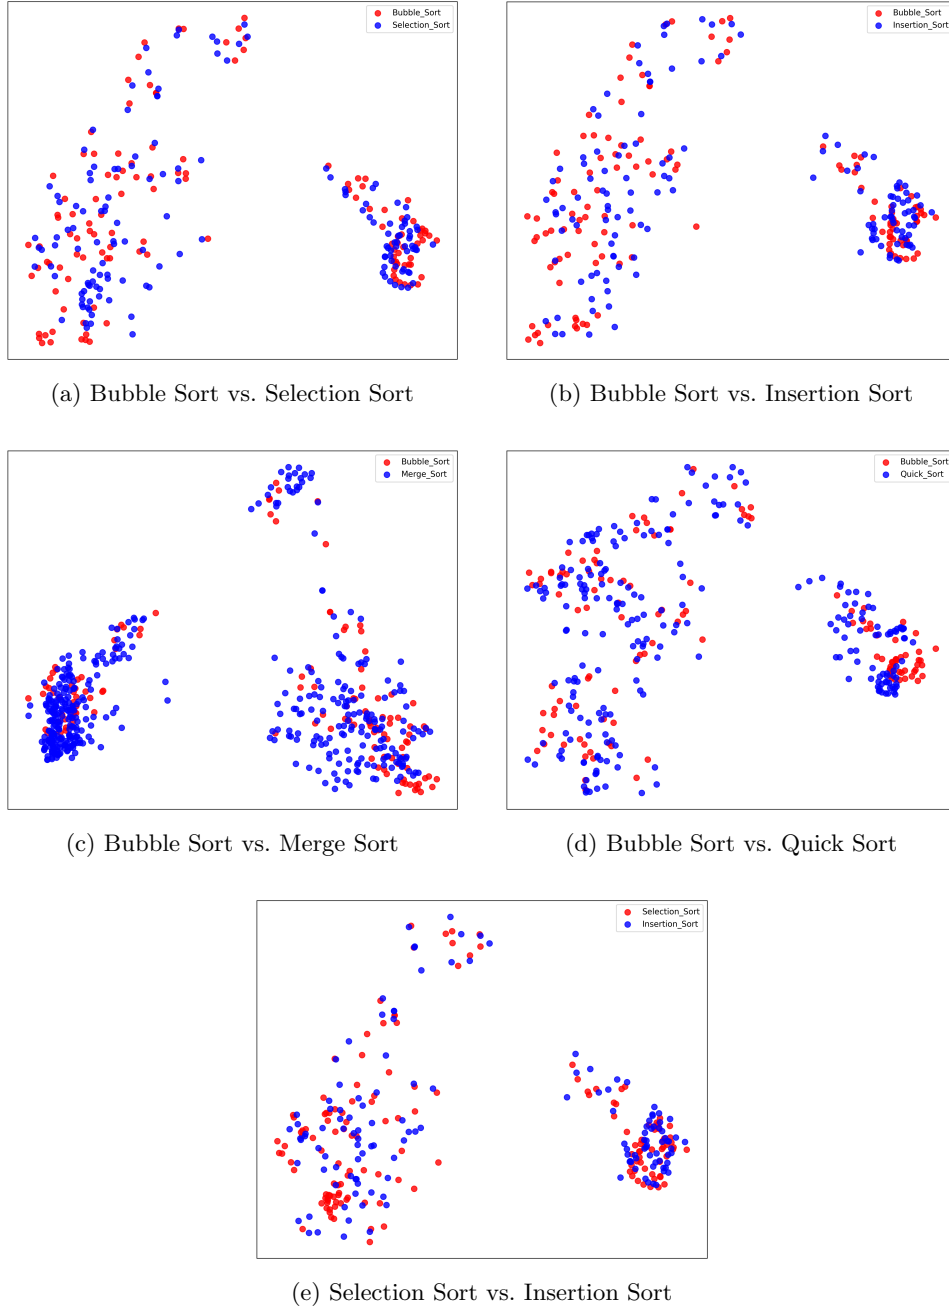 Bubble_Sort
Selection_Sort
Bubble_Sort
Insertion_Sort
(a) Bubble Sort vs. Selection Sort
(b) Bubble Sort vs. Insertion Sort
Bubble_Sort
Merge_Sort
Bubble_Sort
Quick_Sort
(c) Bubble Sort vs. Merge Sort
(d) Bubble Sort vs. Quick Sort
Selection_Sort
Insertion_Sort
(e) Selection Sort vs. Insertion Sort